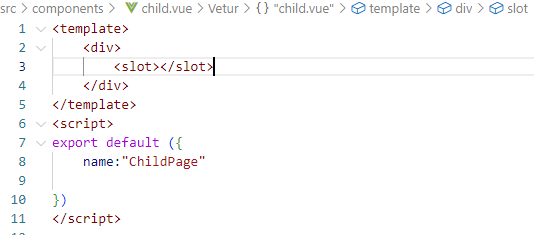 src > components > child.vue > Vetur > {} "child.vue" > template > div > slot
1 <template>
2 <div>
3 <slot></slot>
4 </div>
5 </template>
6 <script>
7 export default ({
8 name:"ChildPage"
9
10 })
11 </script>